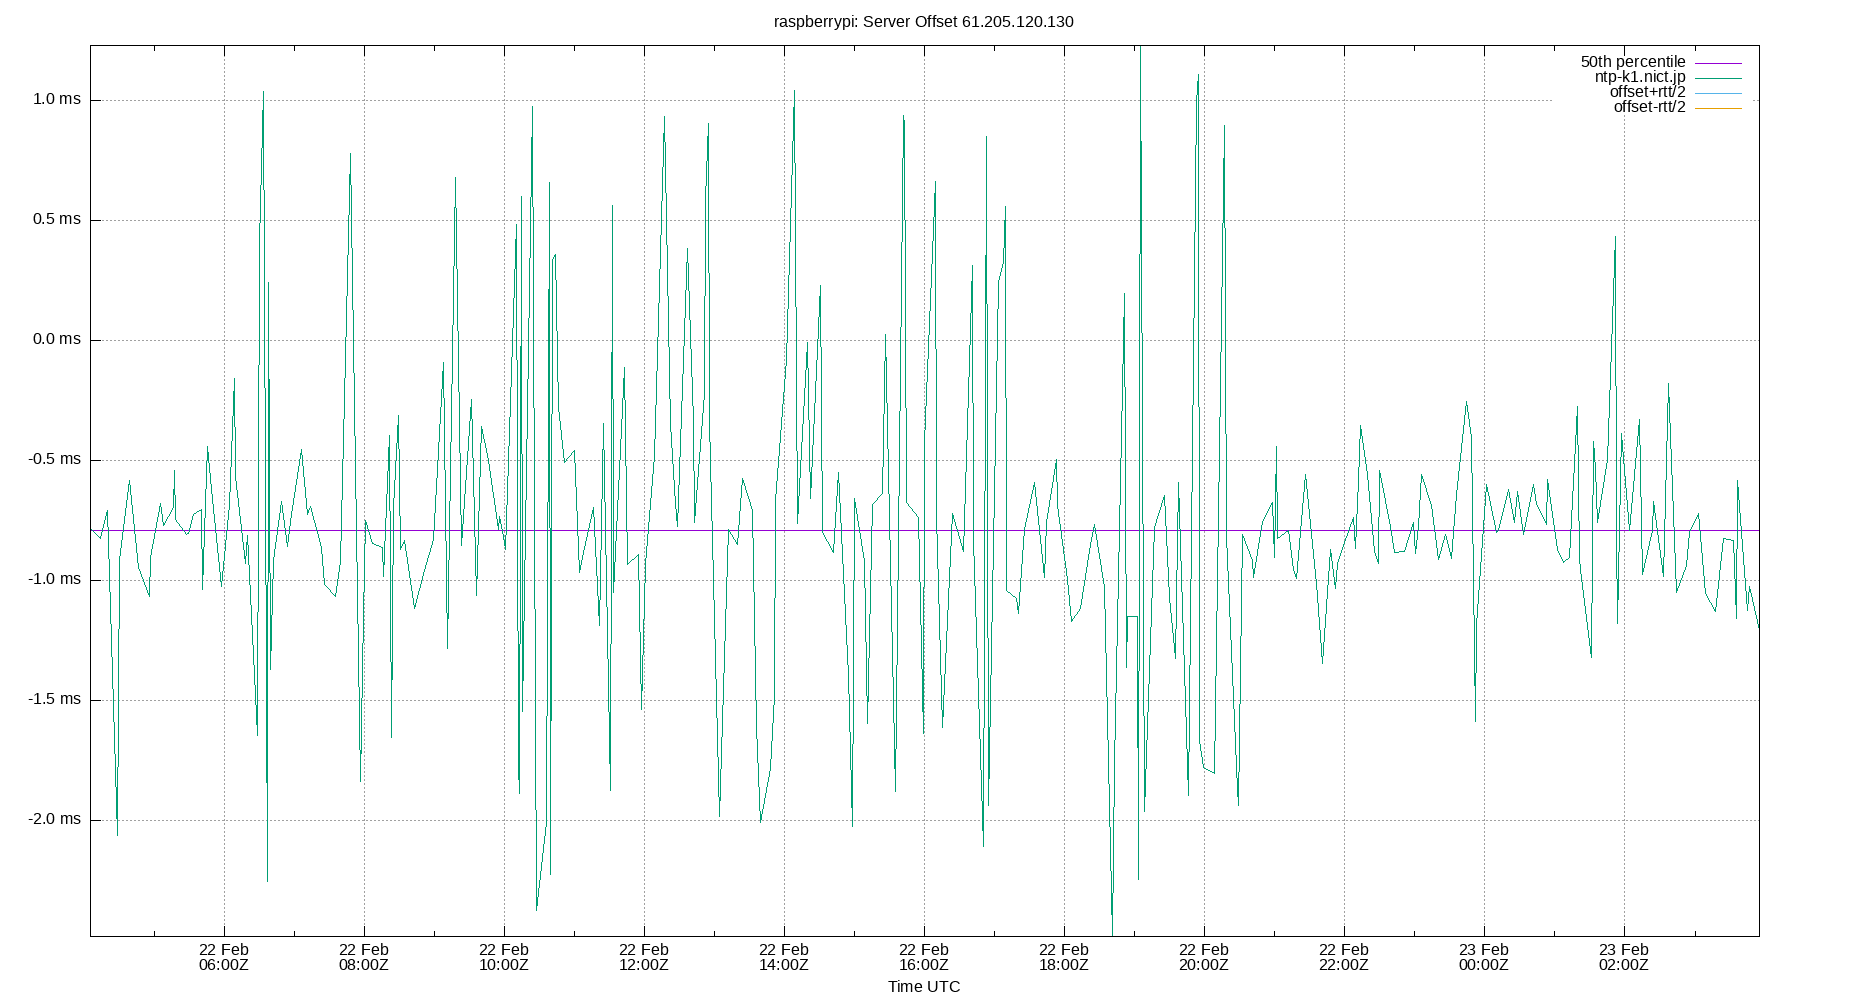 raspberrypi: Server Offset 61.205.120.130
50th percentile
ntp-k1.nict.jp
offset+rtt/2
offset-rtt/2
1.0 ms
0.5 ms
0.0 ms
-0.5 ms
-1.0 ms
-1.5 ms
-2.0 ms
22 Feb 22 Feb 22 Feb 22 Feb 22 Feb 22 Feb 22 Feb 22 Feb 22 Feb 23 Feb 23 Feb
06:00Z 08:00Z 10:00Z 12:00Z 14:00Z 16:00Z 18:00Z 20:00Z 22:00Z 00:00Z 02:00Z
Time UTC